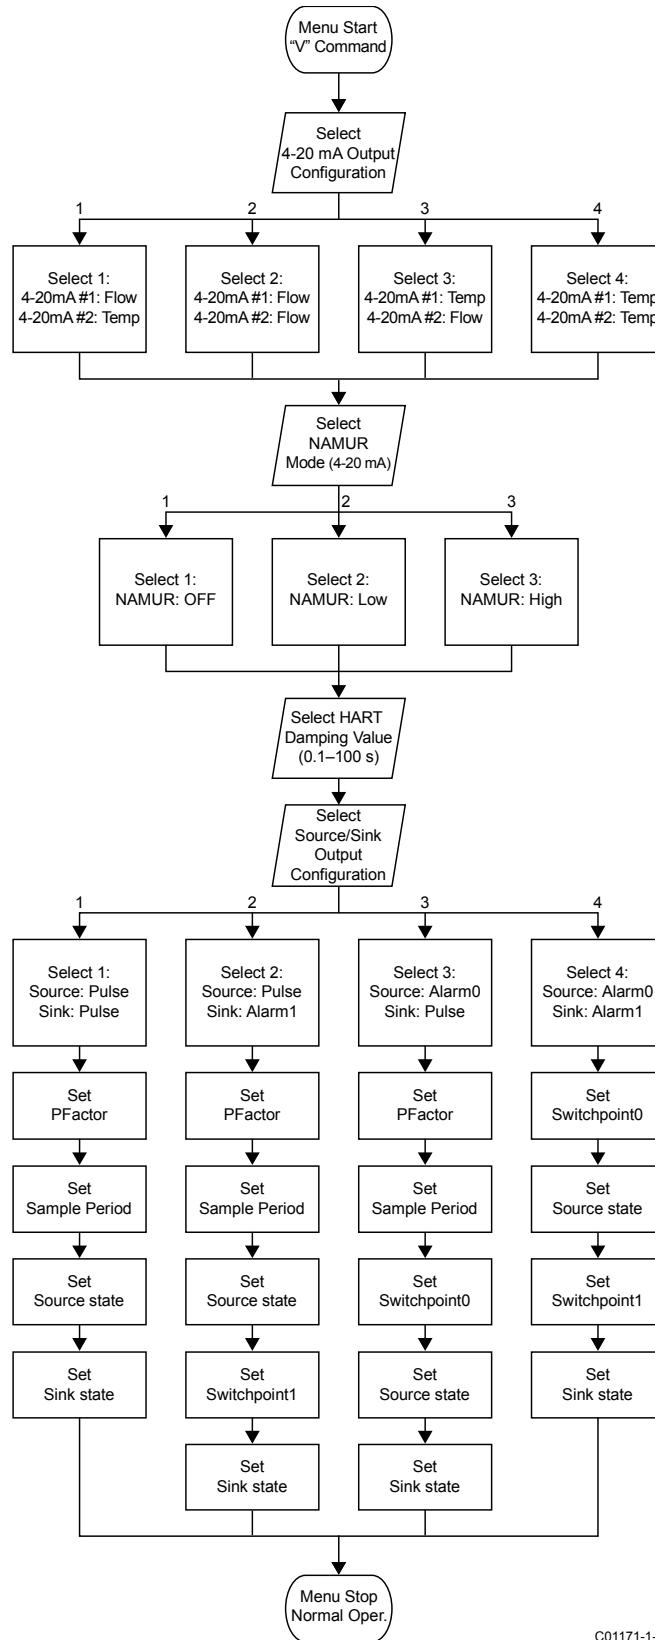 Menu Start
“V” Command
Select
4-20 mA Output
Configuration
1
2
3
4
Select 1:
4-20mA #1: Flow
4-20mA #2: Temp
Select 2:
4-20mA #1: Flow
4-20mA #2: Flow
Select 3:
4-20mA #1: Temp
4-20mA #2: Flow
Select 4:
4-20mA #1: Temp
4-20mA #2: Temp
Select
NAMUR
Mode (4-20 mA)
1
2
3
Select 1:
NAMUR: OFF
Select 2:
NAMUR: Low
Select 3:
NAMUR: High
Select HART
Damping Value
(0.1–100 s)
Select
Source/Sink
Output
Configuration
1
2
3
4
Select 1:
Source: Pulse
Sink: Pulse
Select 2:
Source: Pulse
Sink: Alarm1
Select 3:
Source: Alarm0
Sink: Pulse
Select 4:
Source: Alarm0
Sink: Alarm1
Set
PFactor
Set
PFactor
Set
PFactor
Set
Switchpoint0
Set
Sample Period
Set
Sample Period
Set
Sample Period
Set
Source state
Set
Source state
Set
Source state
Set
Switchpoint0
Set
Switchpoint1
Set
Sink state
Set
Switchpoint1
Set
Source state
Set
Sink state
Set
Sink state
Set
Sink state
Menu Stop
Normal Oper.
C01171-1-